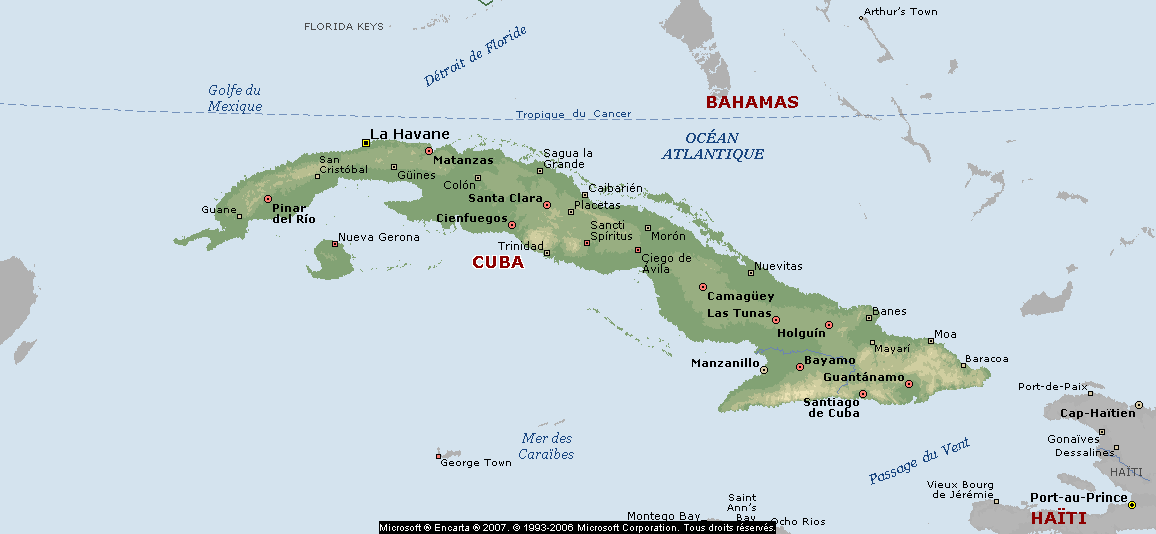 Arthur's Town
FLORIDA KEYS
Détroit de Floride
Golfe du
Mexique
BAHAMAS
Tropique du Cancer
La Havane
OCÉAN
ATLANTIQUE
Matanzas
San
Cristóbal
Güines
Sagua la
Grande
Colón
Caibarién
Santa Clara
Placetas
Guane
Pinar
del Río
Cienfuegos
Sancti
Spíritus
Morón
Nueva Gerona
Trinidad
CUBA
Ciego de
Ávila
Nuevitas
Camagüey
Las Tunas
Banes
Holguín
Moa
Mayarí
Manzanillo
Bayamo
Baracoa
Guantánamo
Santiago
de Cuba
Port-de-Paix
Cap-Haïtien
Mer des
Caraïbes
Gonaïves
Dessalines
George Town
Passage du Vent
HAÏTI
Vieux Bourg
de Jérémie
Port-au-Prince
Saint
Ann's
Bay
Montego Bay
Ocho Rios
HAÏTI
Microsoft ® Encarta ® 2007. © 1993-2006 Microsoft Corporation. Tous droits réservés.